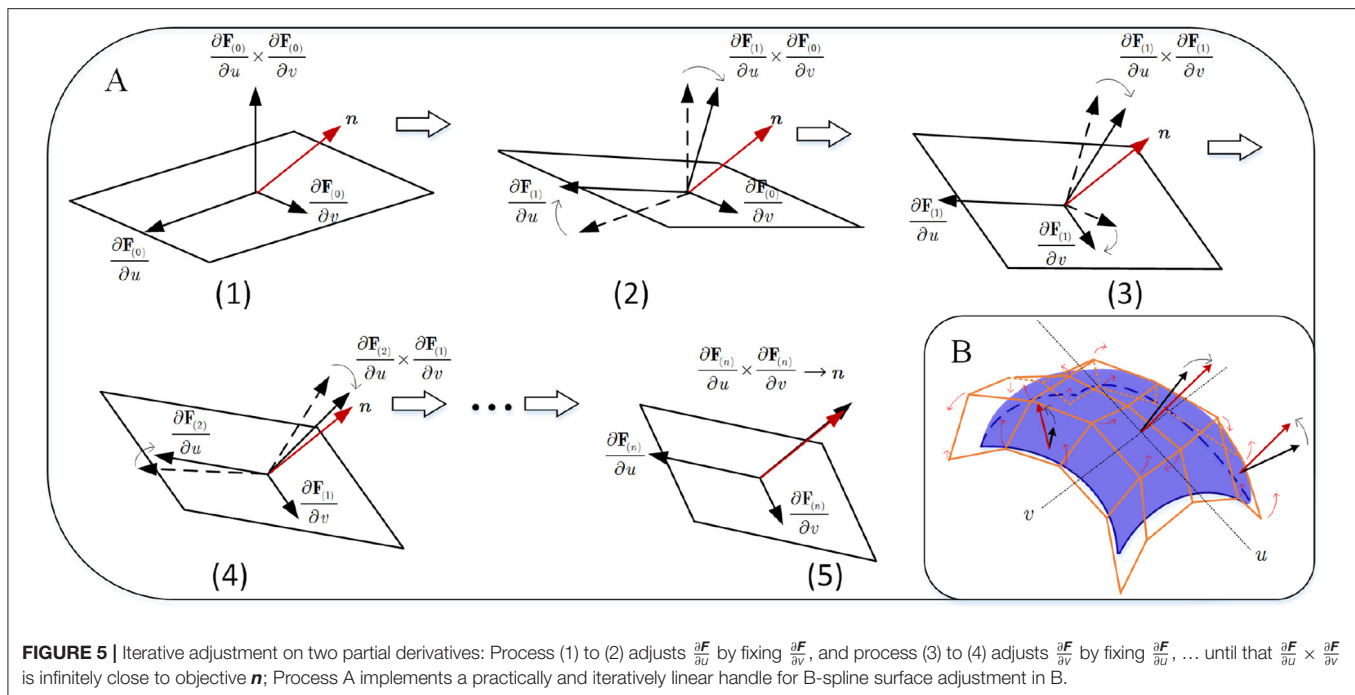 A
∂F₍₀₎/∂u × ∂F₍₀₎/∂v
n
∂F₍₀₎/∂v
∂F₍₀₎/∂u
(1)
∂F₍₁₎/∂u × ∂F₍₀₎/∂v
n
∂F₍₁₎/∂u
∂F₍₀₎/∂v
(2)
∂F₍₁₎/∂u × ∂F₍₁₎/∂v
n
∂F₍₁₎/∂u
∂F₍₁₎/∂v
(3)
∂F₍₂₎/∂u × ∂F₍₁₎/∂v
n
∂F₍₂₎/∂u
∂F₍₁₎/∂v
(4)
∂F₍ₙ₎/∂u × ∂F₍ₙ₎/∂v → n
∂F₍ₙ₎/∂u
∂F₍ₙ₎/∂v
(5)
B
v
u
FIGURE 5 | Iterative adjustment on two partial derivatives: Process (1) to (2) adjusts ∂F/∂u by fixing ∂F/∂v, and process (3) to (4) adjusts ∂F/∂v by fixing ∂F/∂u, … until that ∂F/∂u × ∂F/∂v
is infinitely close to objective n; Process A implements a practically and iteratively linear handle for B-spline surface adjustment in B.